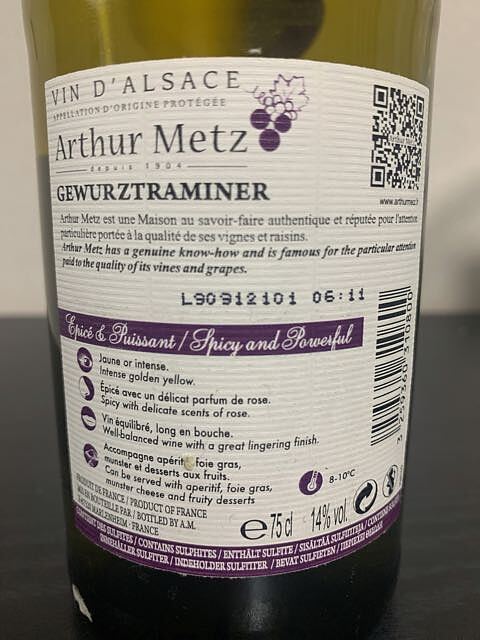 VIN D'ALSACE
APPELLATION D'ORIGINE PROTÉGÉE
Arthur Metz
depuis 1904
GEWURZTRAMINER
www.arthurmetz.fr
Arthur Metz est une Maison au savoir-faire authentique et réputée pour l'attention
particulière portée à la qualité de ses vignes et raisins.
Arthur Metz has a genuine know-how and is famous for the particular attention
paid to the quality of its vines and grapes.
L90912101 06:11
Epicé & Puissant / Spicy and Powerful
Jaune or intense.
Intense golden yellow.
Épicé avec un délicat parfum de rose.
Spicy with delicate scents of rose.
Vin équilibré, long en bouche.
Well-balanced wine with a great lingering finish.
Accompagne apéritif, foie gras,
munster et desserts aux fruits.
Can be served with aperitif, foie gras,
munster cheese and fruity desserts
8-10°C
3 259360 310800
PRODUIT DE FRANCE / PRODUCT OF FRANCE
EN BOUTEILLE PAR / BOTTLED BY A.M.
MARLENHEIM - FRANCE
e 75 cl 14% vol.
CONTIENT DES SULFITES / CONTAINS SULPHITES / ENTHÄLT SULFITE / SISÄLTÄÄ SULFIITTEJA /
INNEHÅLLER SULFITER / INDEHOLDER SULFITTER / BEVAT SULFIETEN /